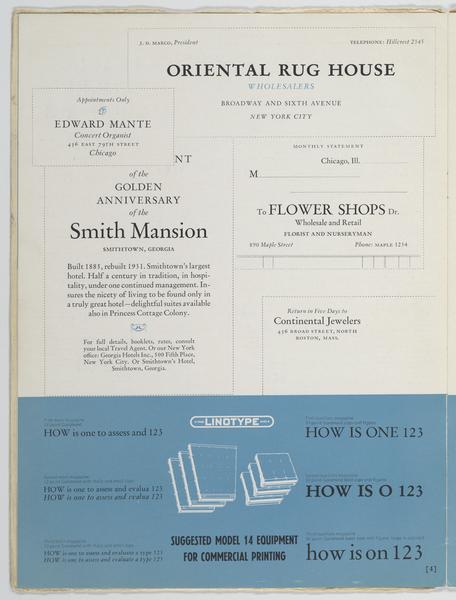 J. D. MARCO, President
TELEPHONE: Hillcrest 2345
ORIENTAL RUG HOUSE
WHOLESALERS
BROADWAY AND SIXTH AVENUE
NEW YORK CITY
Appointments Only
EDWARD MANTE
Concert Organist
436 EAST 79TH STREET
Chicago
NT
of the
GOLDEN
ANNIVERSARY
of the
Smith Mansion
SMITHTOWN, GEORGIA
Built 1883, rebuilt 1931. Smithtown's largest
hotel. Half a century in tradition, in hospi-
tality, under one continued management. In-
sures the nicety of living to be found only in
a truly great hotel—delightful suites available
also in Princess Cottage Colony.
For full details, booklets, rates, consult
your local Travel Agent. Or our New York
office: Georgia Hotels Inc., 500 Fifth Place,
New York City. Or Smithtown's Hotel,
Smithtown, Georgia.
MONTHLY STATEMENT
Chicago, Ill.
M
To FLOWER SHOPS Dr.
Wholesale and Retail
FLORIST AND NURSERYMAN
890 Maple Street
Phone: MAPLE 1234
Return in Five Days to
Continental Jewelers
456 BROAD STREET, NORTH
BOSTON, MASS.
HOW is one to assess and 123
HOW is one to assess and evalua 123
HOW is one to assess and evalua 123
HOW is one to assess and evaluate a type 123
HOW is one to assess and evaluate a type 123
LINOTYPE
SUGGESTED MODEL 14 EQUIPMENT
FOR COMMERCIAL PRINTING
HOW IS ONE 123
HOW IS O 123
how is on 123
[4]